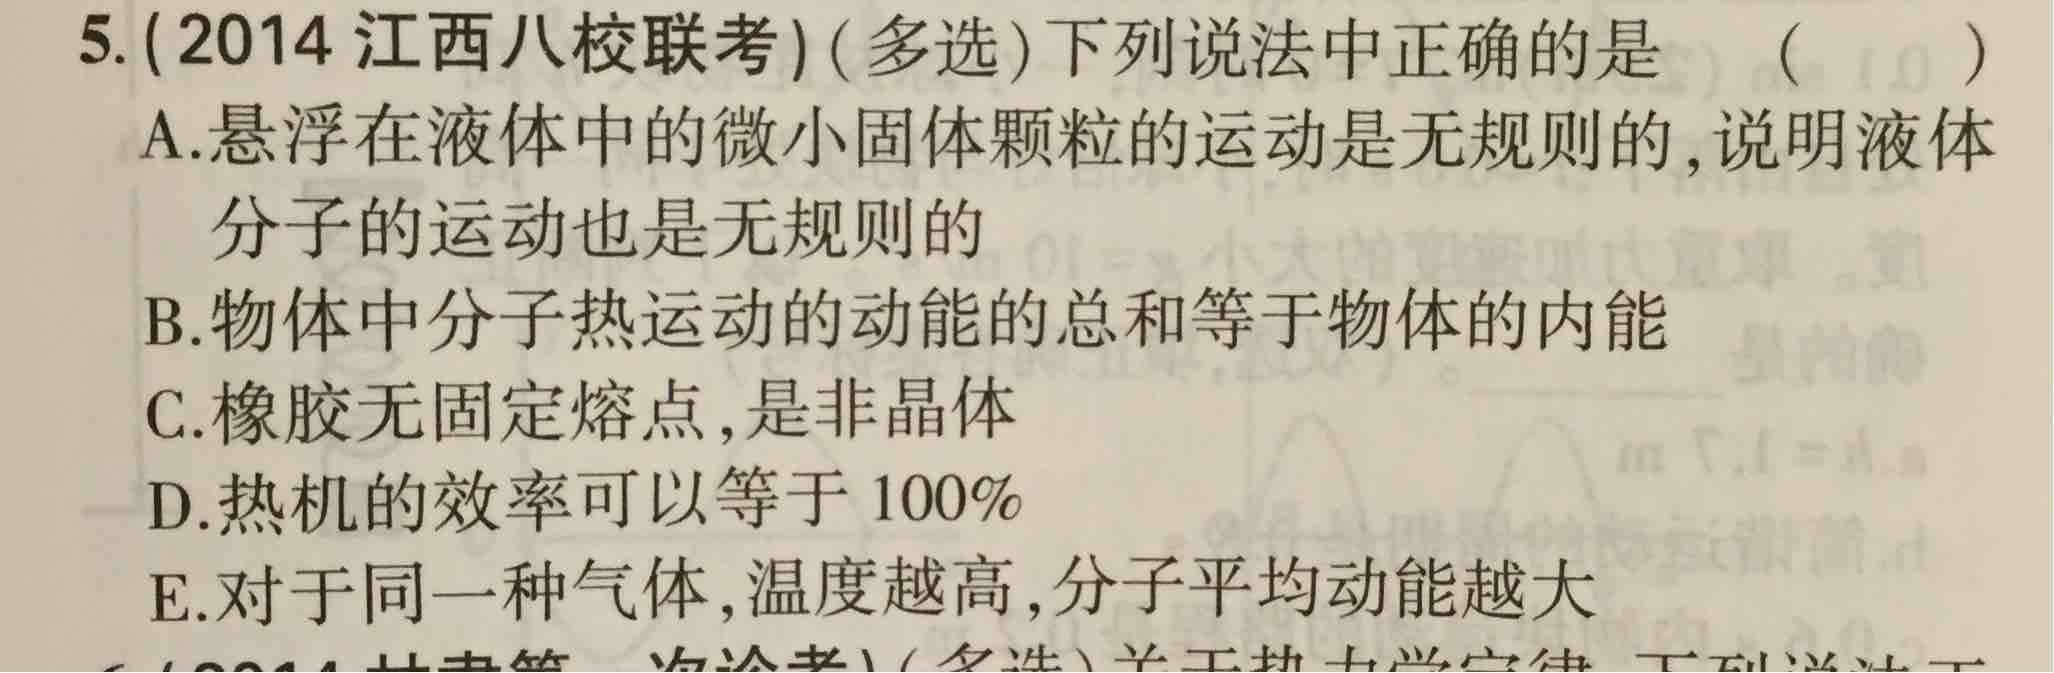 5.(2014 江西八校联考)(多选)下列说法中正确的是 ( )
A.悬浮在液体中的微小固体颗粒的运动是无规则的,说明液体
分子的运动也是无规则的
B.物体中分子热运动的动能的总和等于物体的内能
C.橡胶无固定熔点,是非晶体
D.热机的效率可以等于 100%
E.对于同一种气体,温度越高,分子平均动能越大